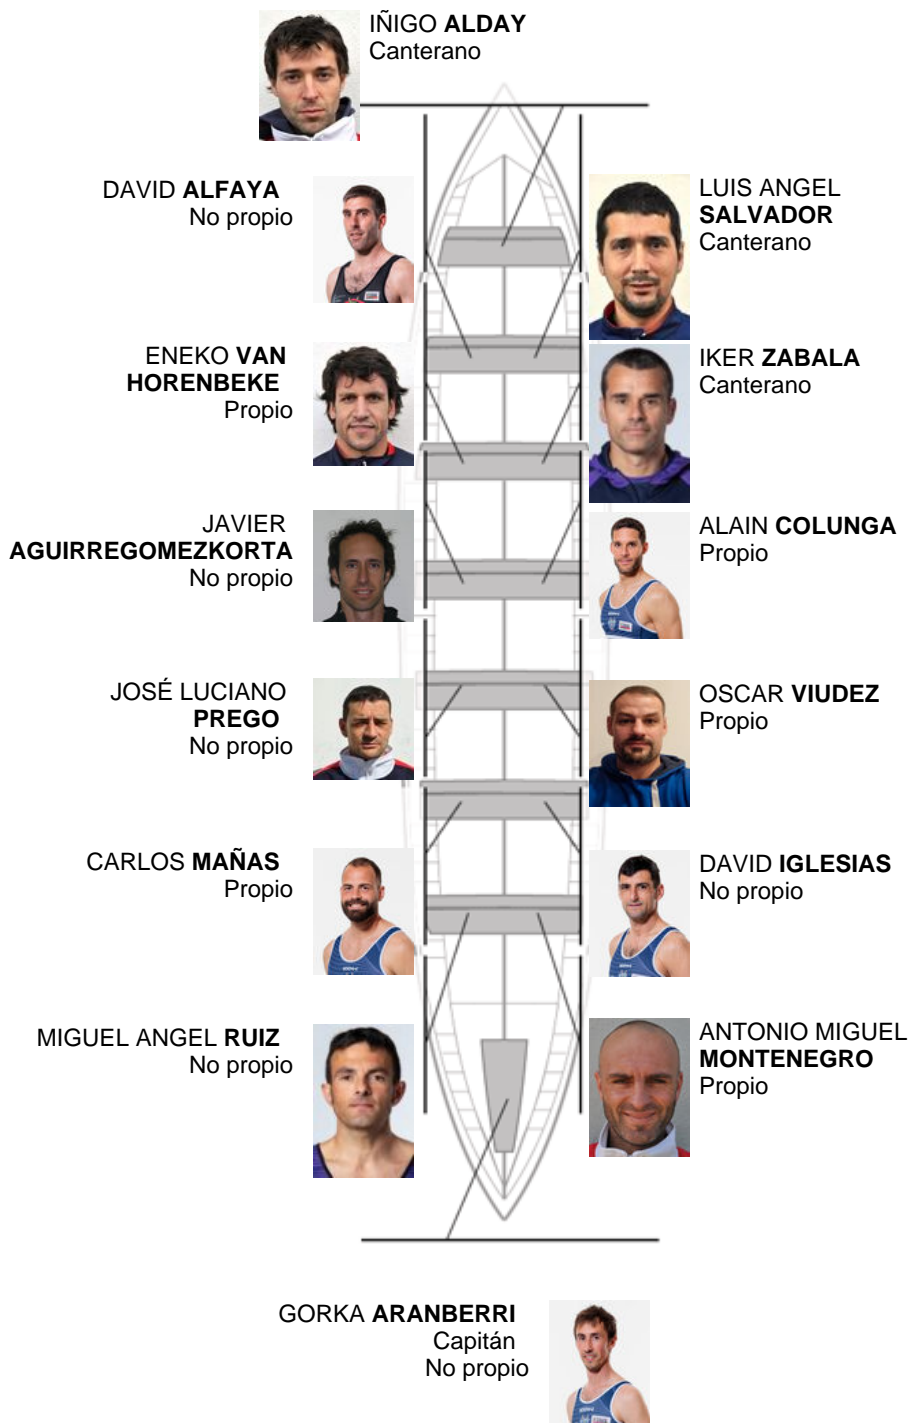 IÑIGO ALDAY
Canterano
DAVID ALFAYA
No propio
LUIS ANGEL
SALVADOR
Canterano
ENEKO VAN
HORENBEKE
Propio
IKER ZABALA
Canterano
JAVIER
AGUIRREGOMEZKORTA
No propio
ALAIN COLUNGA
Propio
JOSÉ LUCIANO
PREGO
No propio
OSCAR VIUDEZ
Propio
CARLOS MAÑAS
Propio
DAVID IGLESIAS
No propio
MIGUEL ANGEL RUIZ
No propio
ANTONIO MIGUEL
MONTENEGRO
Propio
GORKA ARANBERRI
Capitán
No propio